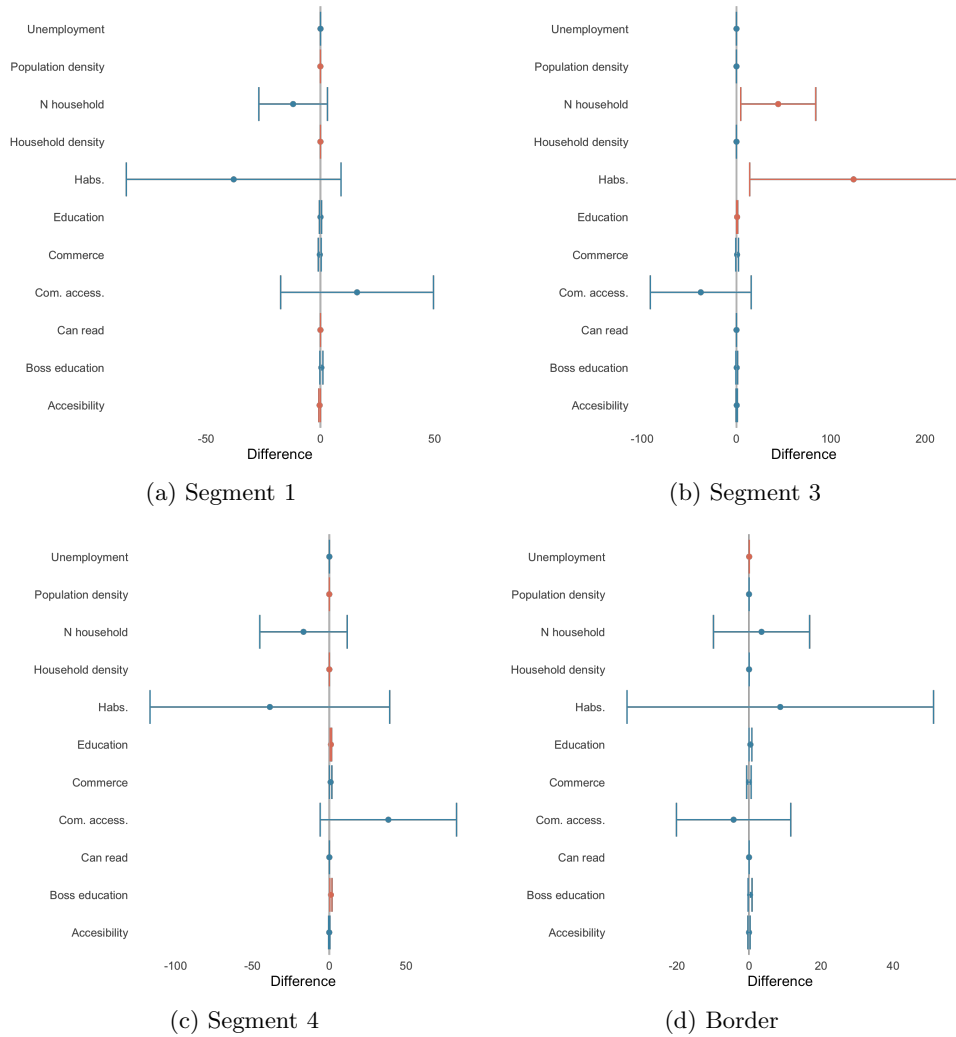 Unemployment
Population density
N household
Household density
Habs.
Education
Commerce
Com. access.
Can read
Boss education
Accesibility
-50 0 50
Difference
(a) Segment 1
Unemployment
Population density
N household
Household density
Habs.
Education
Commerce
Com. access.
Can read
Boss education
Accesibility
-100 0 100 200
Difference
(b) Segment 3
Unemployment
Population density
N household
Household density
Habs.
Education
Commerce
Com. access.
Can read
Boss education
Accesibility
-100 -50 0 50
Difference
(c) Segment 4
Unemployment
Population density
N household
Household density
Habs.
Education
Commerce
Com. access.
Can read
Boss education
Accesibility
-20 0 20 40
Difference
(d) Border